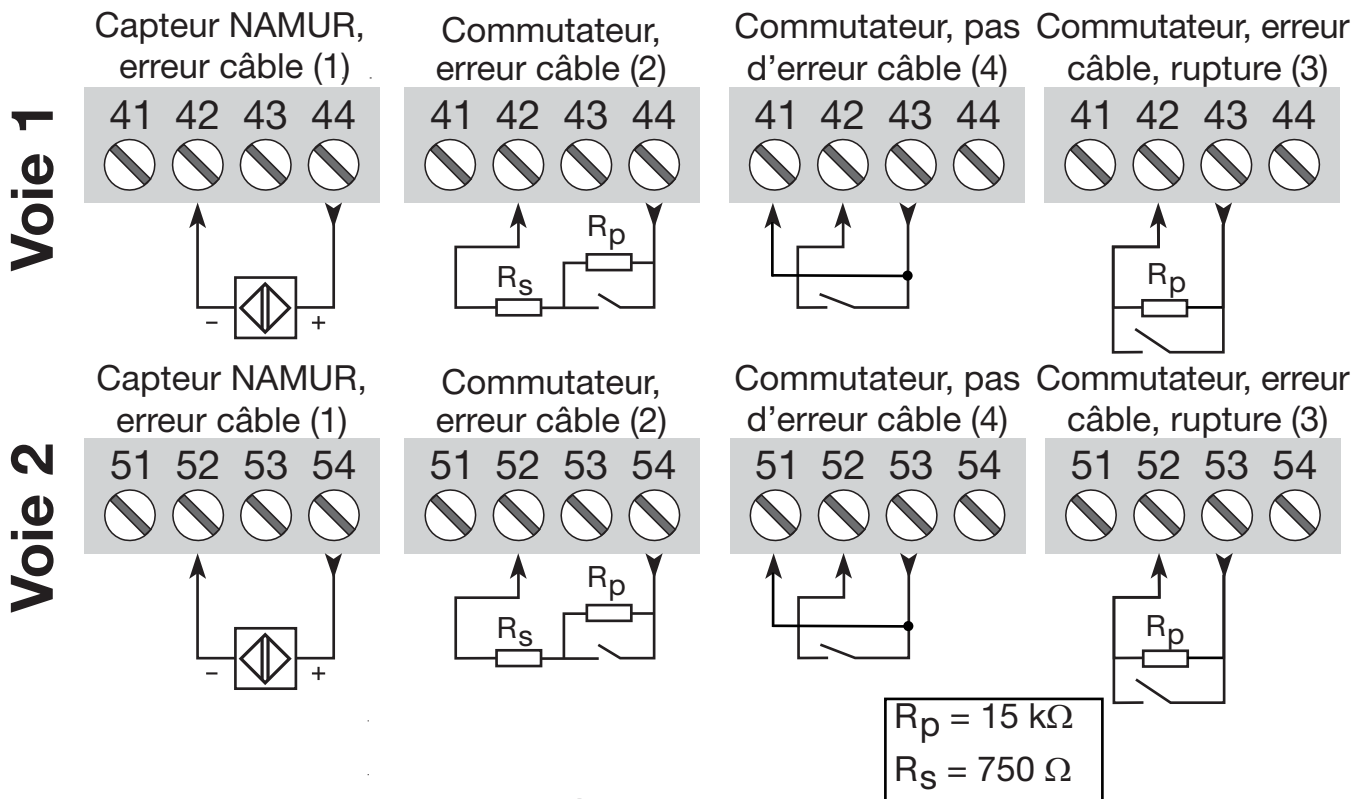 Capteur NAMUR,
erreur câble (1)
Commutateur,
erreur câble (2)
Commutateur, pas
d'erreur câble (4)
Commutateur, erreur
câble, rupture (3)
Voie 1
41 42 43 44
41 42 43 44
41 42 43 44
41 42 43 44
- +
Rs
Rp
Rp
Capteur NAMUR,
erreur câble (1)
Commutateur,
erreur câble (2)
Commutateur, pas
d'erreur câble (4)
Commutateur, erreur
câble, rupture (3)
Voie 2
51 52 53 54
51 52 53 54
51 52 53 54
51 52 53 54
- +
Rs
Rp
Rp
Rp = 15 kΩ
Rs = 750 Ω